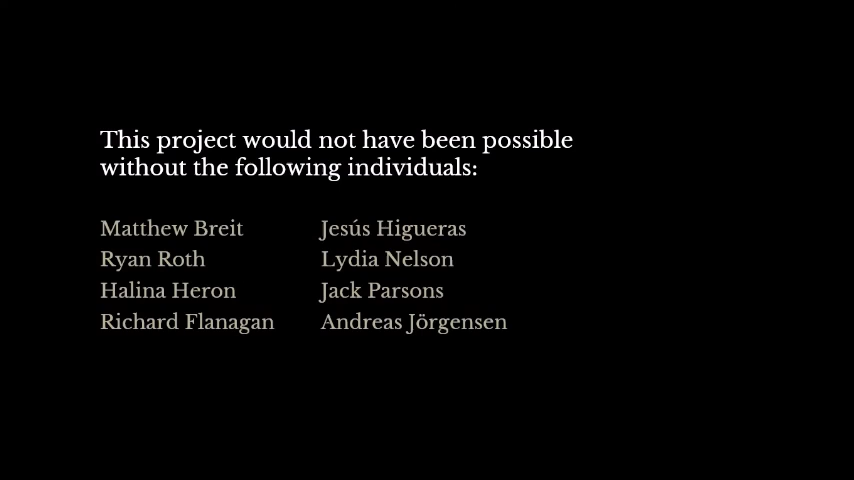 This project would not have been possible
without the following individuals:
Matthew Breit
Ryan Roth
Halina Heron
Richard Flanagan
Jesús Higueras
Lydia Nelson
Jack Parsons
Andreas Jörgensen